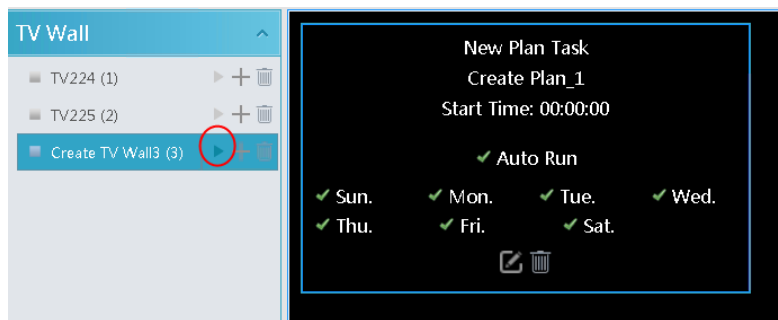 TV Wall
TV224 (1)
TV225 (2)
Create TV Wall3 (3)
New Plan Task
Create Plan_1
Start Time: 00:00:00
Auto Run
Sun. Mon. Tue. Wed.
Thu. Fri. Sat.